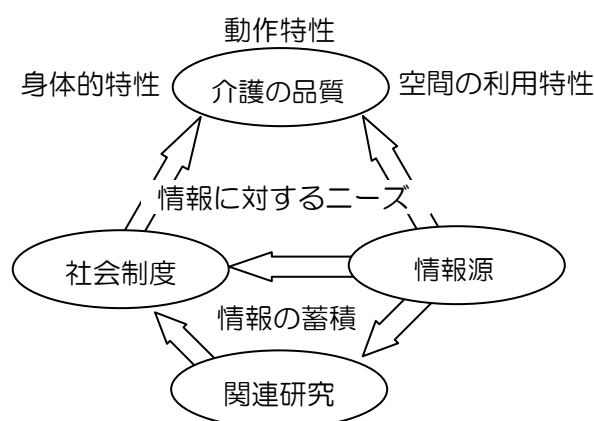 動作特性
身体的特性
介護の品質
空間の利用特性
情報に対するニーズ
社会制度
情報源
情報の蓄積
関連研究